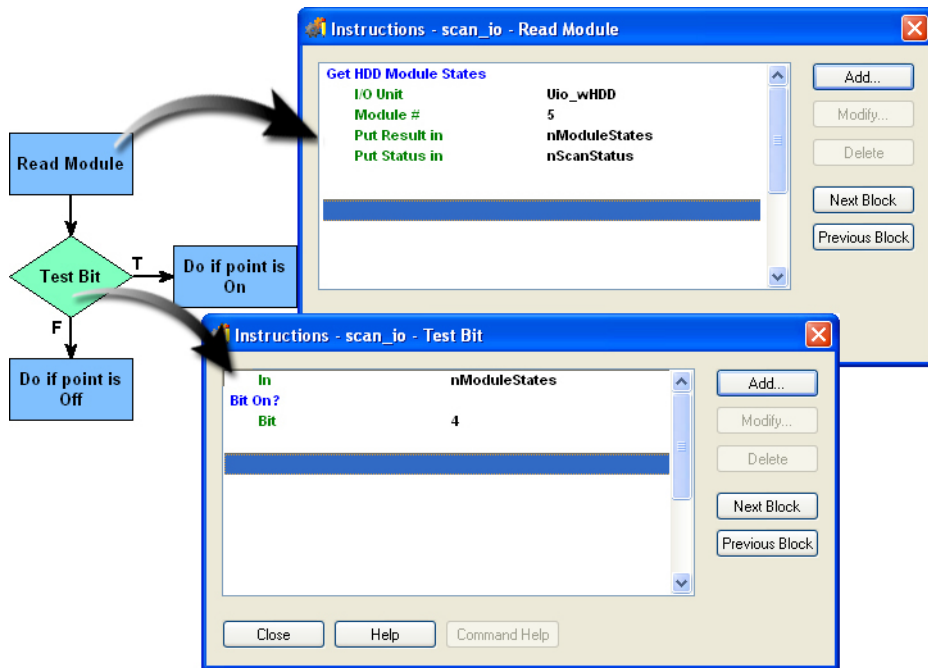 Instructions - scan_io - Read Module
Get HDD Module States
I/O Unit Uio_wHDD
Module # 5
Put Result in nModuleStates
Put Status in nScanStatus
Add...
Modify...
Delete
Next Block
Previous Block
Read Module
Test Bit
T
F
Do if point is
On
Do if point is
Off
Instructions - scan_io - Test Bit
In nModuleStates
Bit On?
Bit 4
Add...
Modify...
Delete
Next Block
Previous Block
Close
Help
Command Help